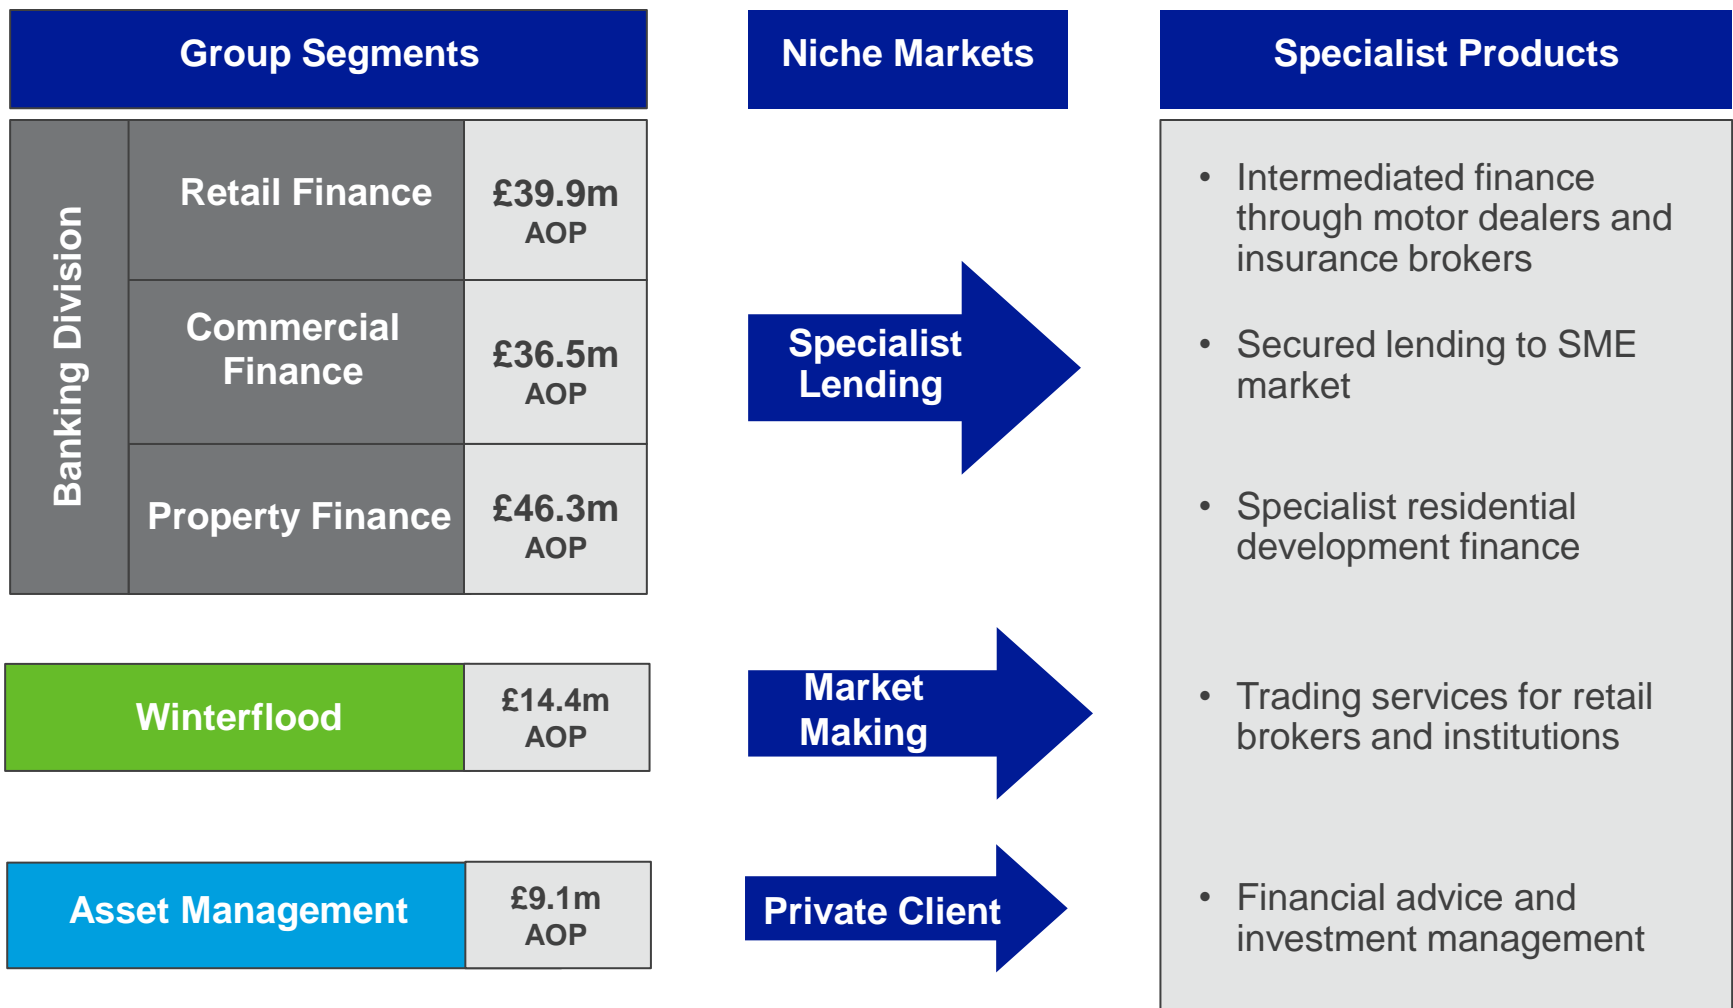 Group Segments
Niche Markets
Specialist Products
Banking Division
Retail Finance
£39.9m
AOP
Commercial
Finance
£36.5m
AOP
Property Finance
£46.3m
AOP
Specialist
Lending
• Intermediated finance
through motor dealers and
insurance brokers
• Secured lending to SME
market
• Specialist residential
development finance
Winterflood
£14.4m
AOP
Market
Making
• Trading services for retail
brokers and institutions
Asset Management
£9.1m
AOP
Private Client
• Financial advice and
investment management